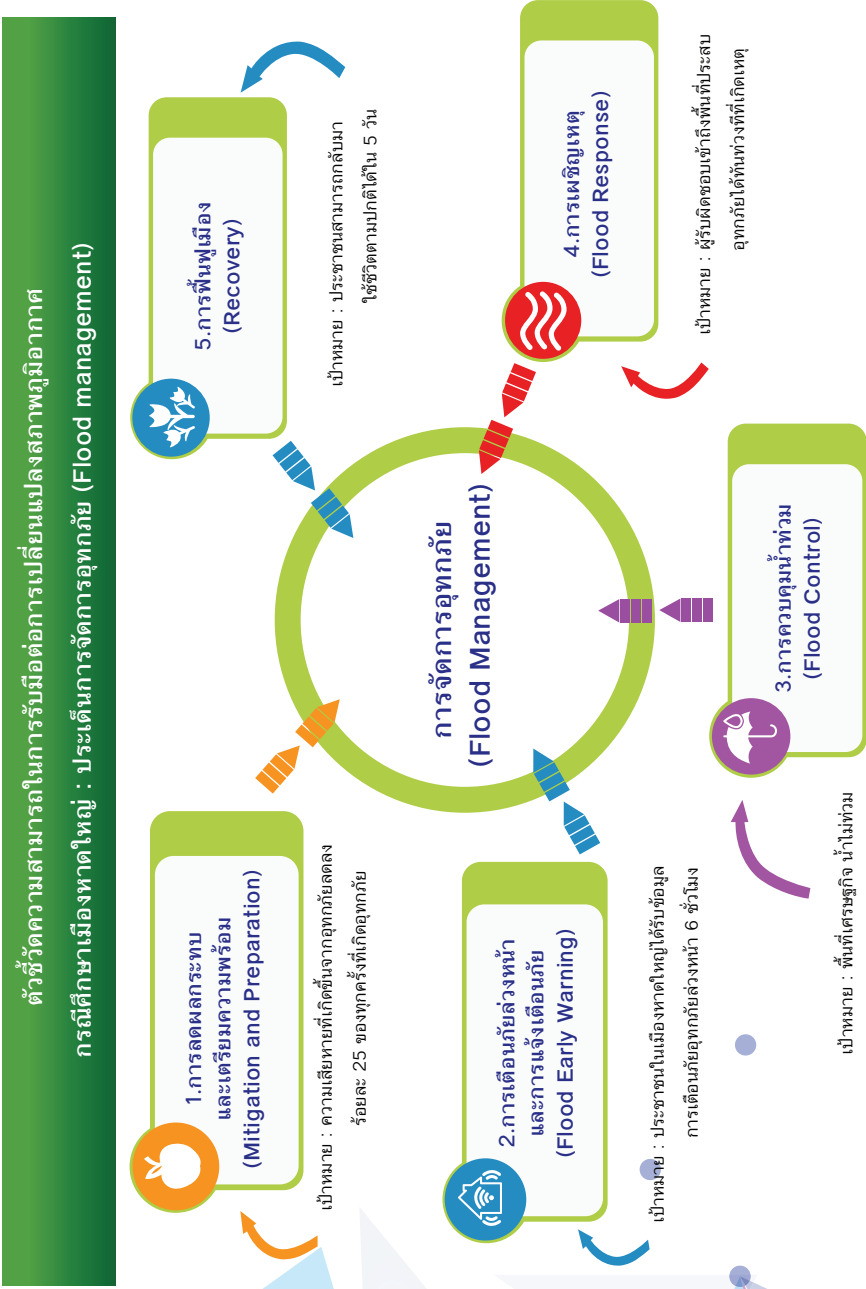 ตัวชี้วัดความสามารถในการรับมือต่อการเปลี่ยนแปลงสภาพภูมิอากาศ
กรณีศึกษาเมืองหาดใหญ่ : ประเด็นการจัดการอุทกภัย (Flood management)
1.การลดผลกระทบ
และเตรียมความพร้อม
(Mitigation and Preparation)
เป้าหมาย : ความเสียหายที่เกิดขึ้นจากอุทกภัยลดลง
ร้อยละ 25 ของทุกครั้งที่เกิดอุทกภัย
2.การเตือนภัยล่วงหน้า
และการแจ้งเตือนภัย
(Flood Early Warning)
เป้าหมาย : ประชาชนในเมืองหาดใหญ่ได้รับข้อมูล
การเตือนภัยอุทกภัยล่วงหน้า 6 ชั่วโมง
3.การควบคุมน้ำท่วม
(Flood Control)
เป้าหมาย : พื้นที่เศรษฐกิจ น้ำไม่ท่วม
4.การเผชิญเหตุ
(Flood Response)
เป้าหมาย : ผู้รับผิดชอบเข้าถึงพื้นที่ประสบ
อุทกภัยได้ทันท่วงทีที่เกิดเหตุ
5.การฟื้นฟูเมือง
(Recovery)
เป้าหมาย : ประชาชนสามารถกลับมา
ใช้ชีวิตตามปกติได้ใน 5 วัน
การจัดการอุทกภัย
(Flood Management)